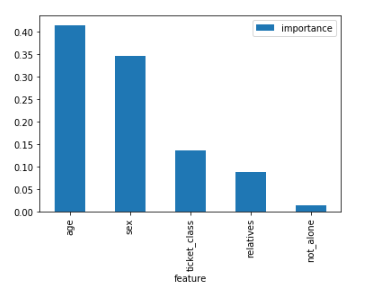 importance
0.40
0.35
0.30
0.25
0.20
0.15
0.10
0.05
0.00
age
sex
ticket_class
relatives
not_alone
feature